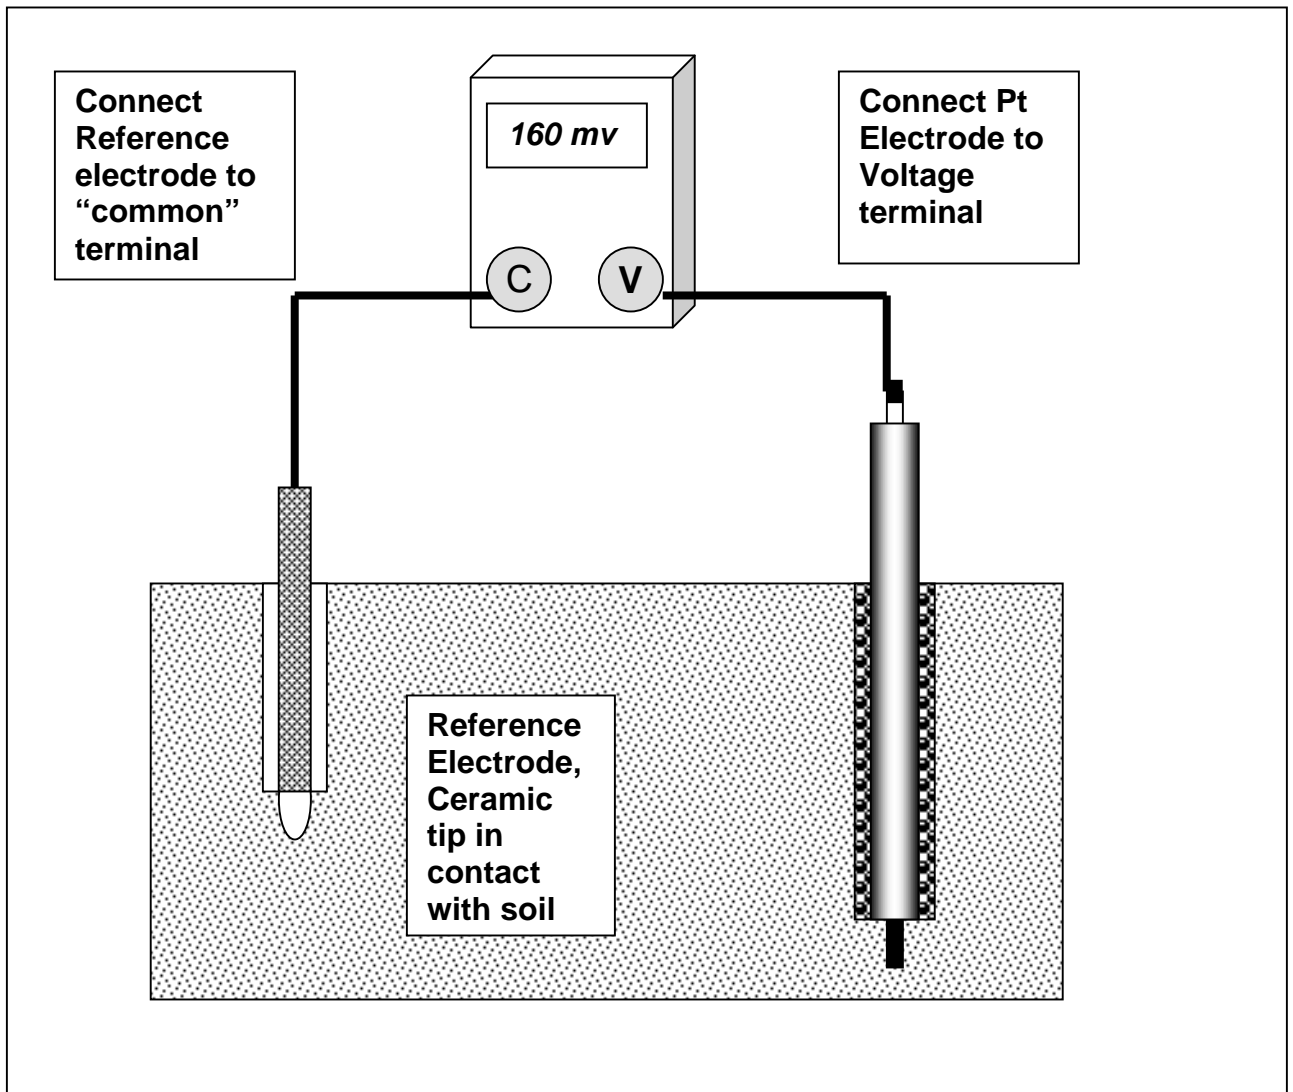 Connect
Reference
electrode to
“common”
terminal
160 mv
C
V
Connect Pt
Electrode to
Voltage
terminal
Reference
Electrode,
Ceramic
tip in
contact
with soil